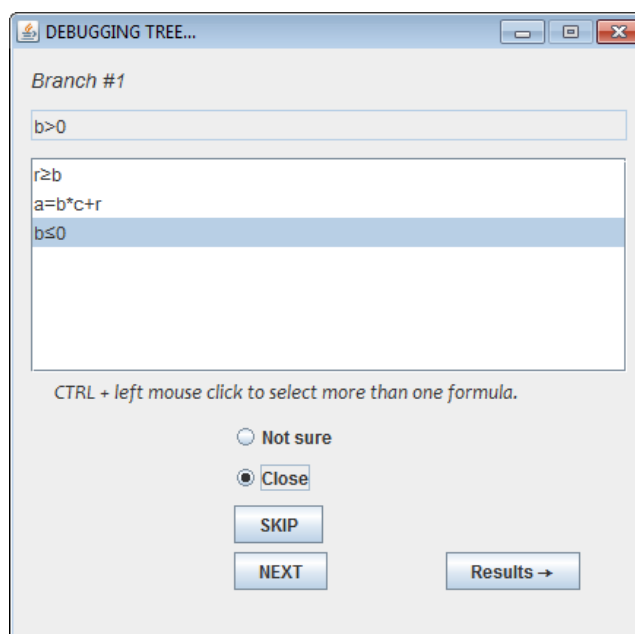 DEBUGGING TREE...
Branch #1
b>0
r≥b
a=b*c+r
b≤0
CTRL + left mouse click to select more than one formula.
Not sure
Close
SKIP
NEXT
Results →